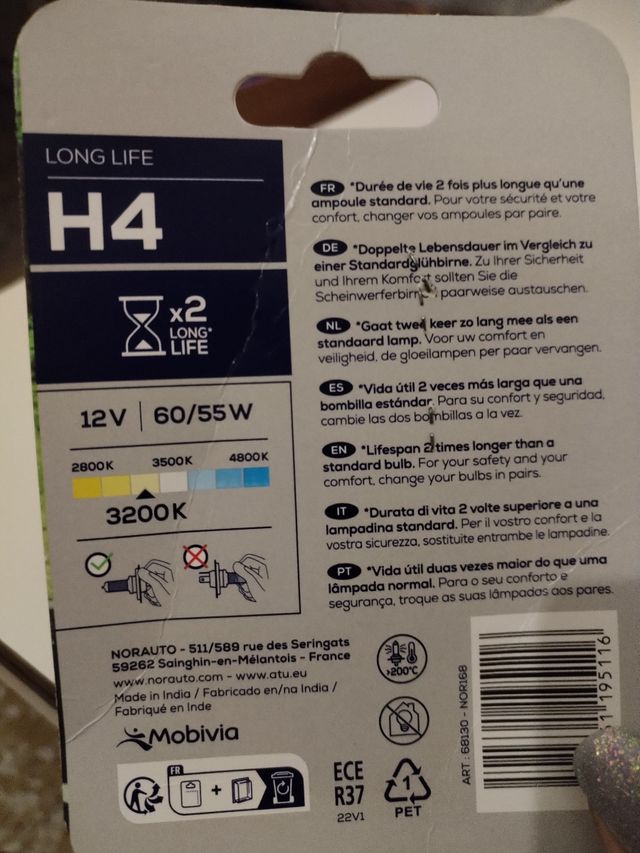 LONG LIFE
H4
x2
LONG*
LIFE
12V | 60/55W
2800K 3500K 4800K
3200K
FR *Durée de vie 2 fois plus longue qu'une
ampoule standard. Pour votre sécurité et votre
confort, changer vos ampoules par paire.
DE *Doppelte Lebensdauer im Vergleich zu
einer Standardglühbirne. Zu Ihrer Sicherheit
und Ihrem Komfort sollten Sie die
paarweise austauschen.
NL *Gaat twee keer zo lang mee als een
standaard lamp. Voor uw comfort en
veiligheid, de gloeilampen per paar vervangen.
ES *Vida útil 2 veces más larga que una
bombilla estándar. Para su confort y seguridad,
cambie las dos bombillas a la vez.
EN *Lifespan 2 times longer than a
standard bulb. For your safety and your
comfort, change your bulbs in pairs.
IT *Durata di vita 2 volte superiore a una
lampadina standard. Per il vostro confort e la
vostra sicurezza, sostituite entrambe le lampadine.
PT *Vida útil duas vezes maior do que uma
lâmpada normal. Para o seu conforto e
segurança, troque as suas lâmpadas aos pares.
NORAUTO - 511/589 rue des Seringats
59262 Sainghin-en-Mélantois - France
www.norauto.com - www.atu.eu
Made in India / Fabricado en/na India /
Fabriqué en Inde
Mobivia
>200°C
FR
+
ECE
R37
22V1
1
PET
ART : 68130 - NOR168
1195116